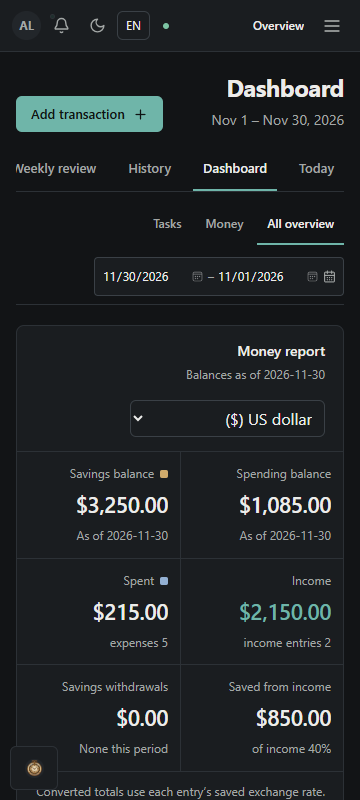 AL
EN
Overview
Dashboard
Nov 1 – Nov 30, 2026
Add transaction
Today
Dashboard
History
Weekly review
All overview
Money
Tasks
11/30/2026 – 11/01/2026
Money report
Balances as of 2026-11-30
($) US dollar
Spending balance
$1,085.00
As of 2026-11-30
Savings balance
$3,250.00
As of 2026-11-30
Income
$2,150.00
income entries 2
Spent
$215.00
expenses 5
Saved from income
$850.00
of income 40%
Savings withdrawals
$0.00
None this period
Converted totals use each entry’s saved exchange rate.